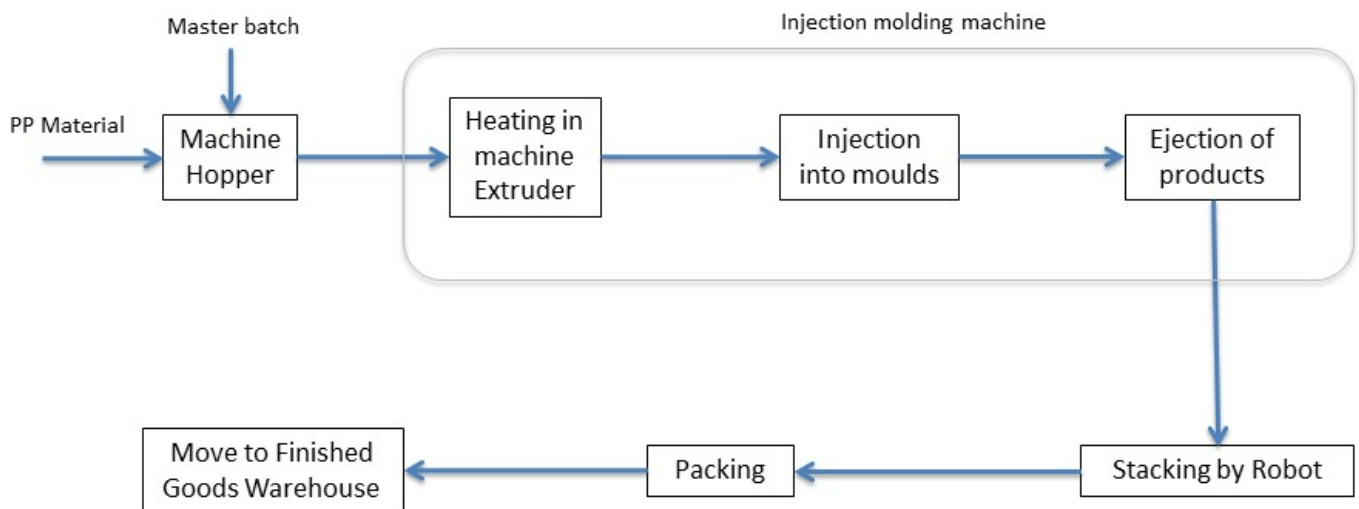 Injection molding machine
Master batch
PP Material
Machine
Hopper
Heating in
machine
Extruder
Injection
into moulds
Ejection of
products
Stacking by Robot
Packing
Move to Finished
Goods Warehouse